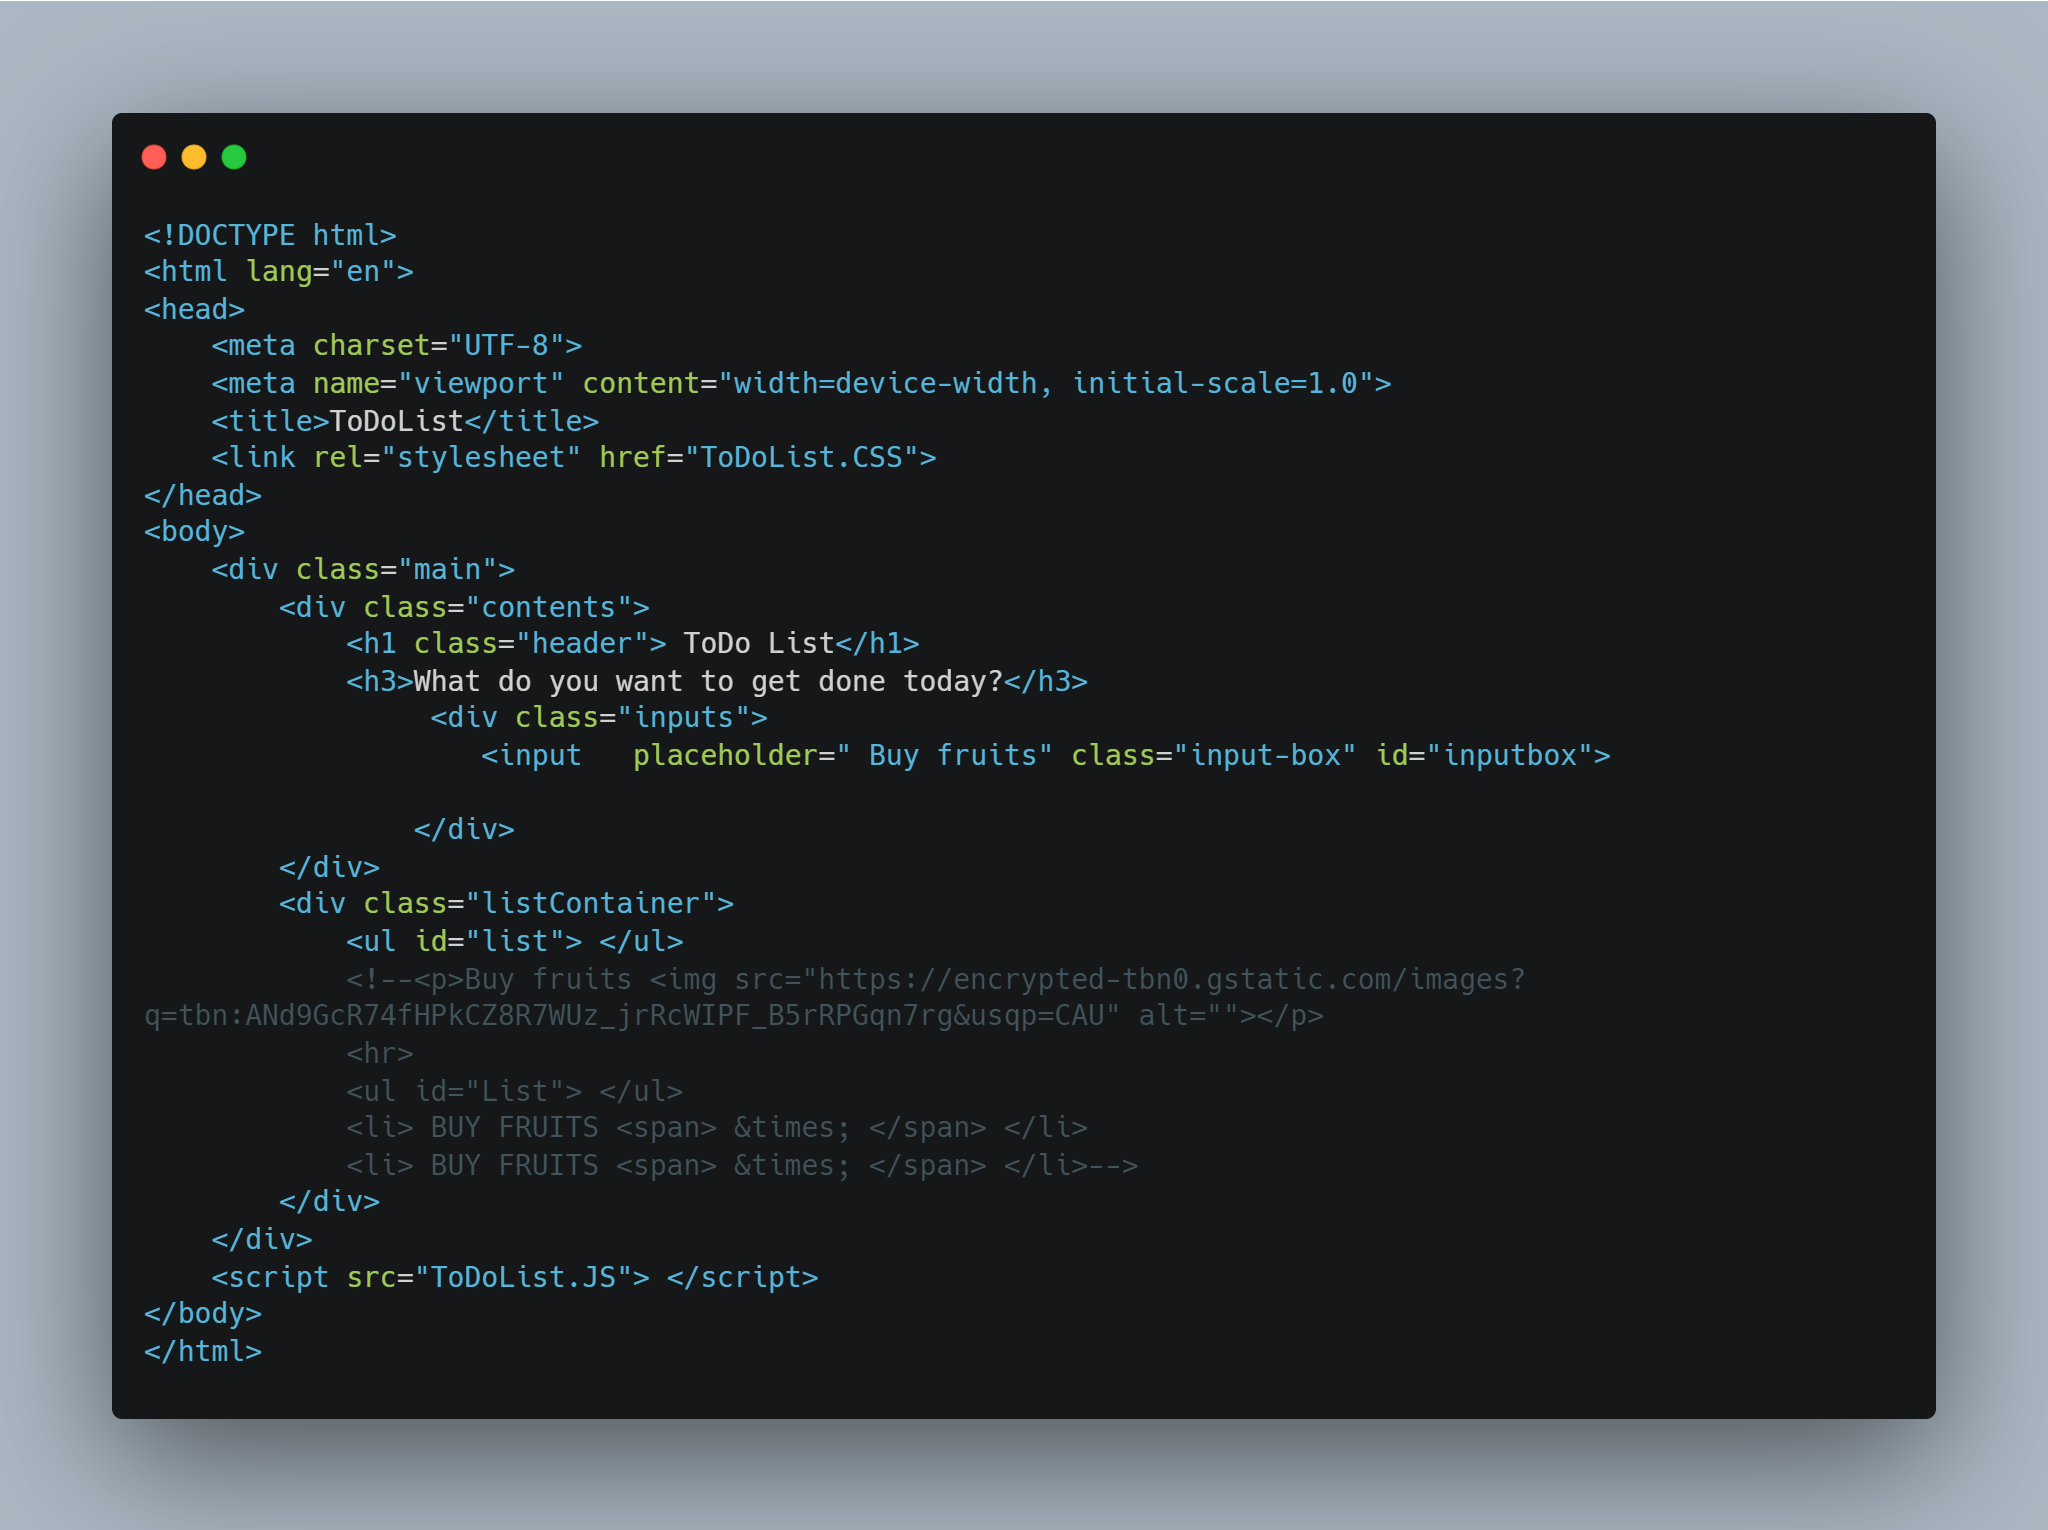 <!DOCTYPE html>
<html lang="en">
<head>
    <meta charset="UTF-8">
    <meta name="viewport" content="width=device-width, initial-scale=1.0">
    <title>ToDoList</title>
    <link rel="stylesheet" href="ToDoList.CSS">
</head>
<body>
    <div class="main">
        <div class="contents">
            <h1 class="header"> ToDo List</h1>
            <h3>What do you want to get done today?</h3>
                 <div class="inputs">
                    <input   placeholder=" Buy fruits" class="input-box" id="inputbox">

                </div>
        </div>
        <div class="listContainer">
            <ul id="list"> </ul>
            <!--<p>Buy fruits <img src="https://encrypted-tbn0.gstatic.com/images?
q=tbn:ANd9GcR74fHPkCZ8R7WUz_jrRcWIPF_B5rRPGqn7rg&usqp=CAU" alt=""></p>
            <hr>
            <ul id="List"> </ul>
            <li> BUY FRUITS <span> &times; </span> </li>
            <li> BUY FRUITS <span> &times; </span> </li>-->
        </div>
    </div>
    <script src="ToDoList.JS"> </script>
</body>
</html>